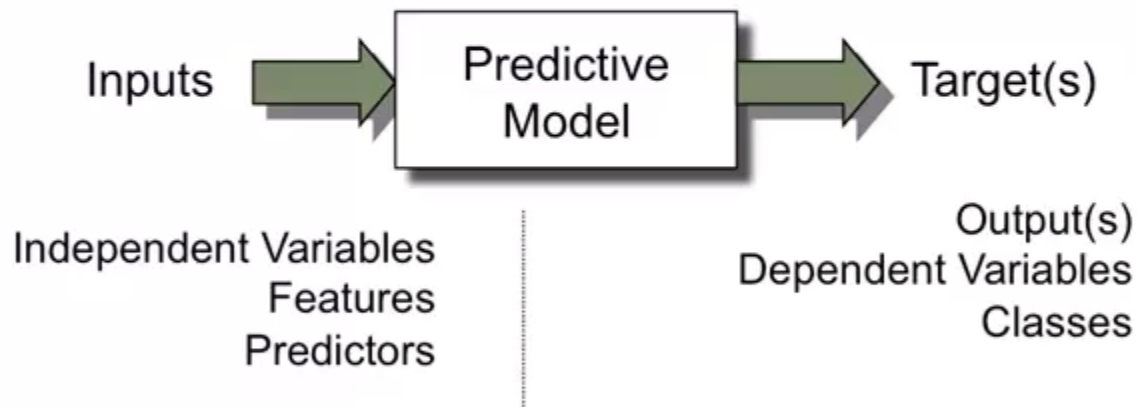 Inputs
Predictive
Model
Target(s)
Independent Variables
Features
Predictors
Output(s)
Dependent Variables
Classes